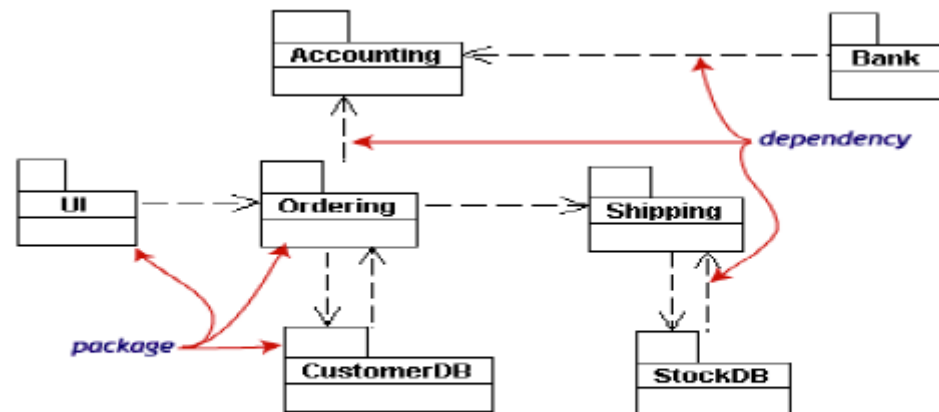 Accounting
Bank
dependency
UI
Ordering
Shipping
package
CustomerDB
StockDB